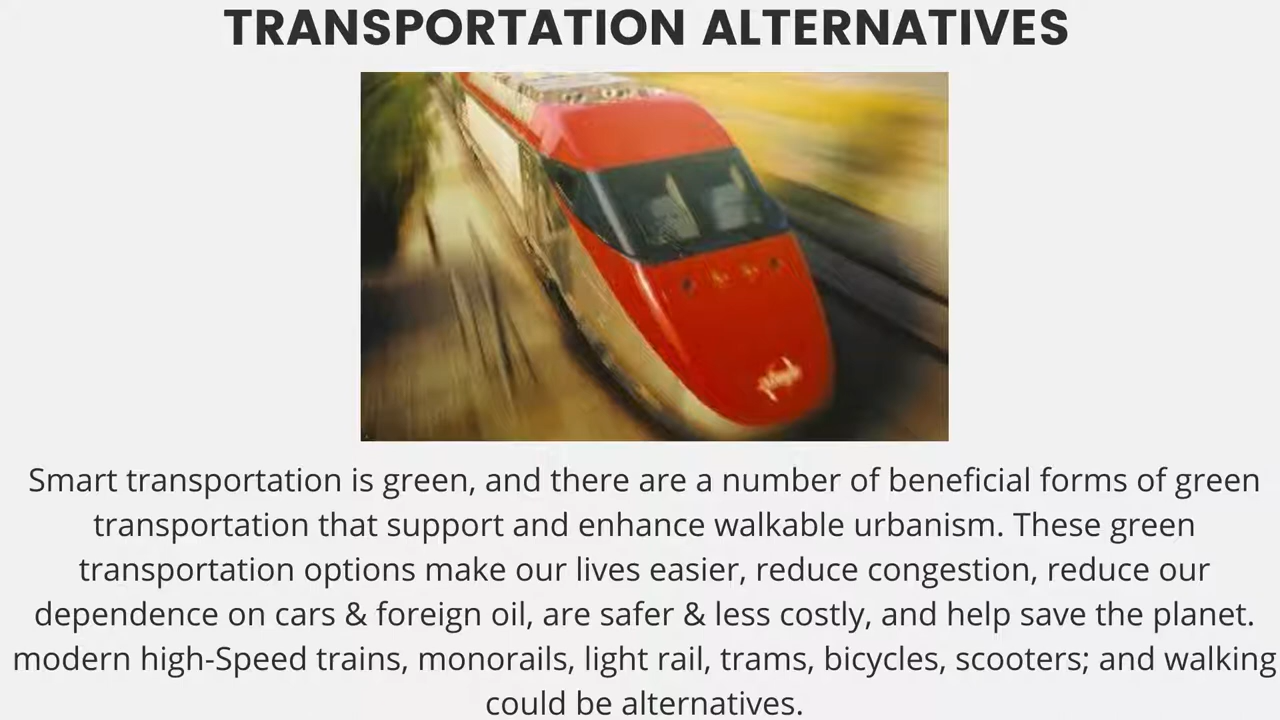 TRANSPORTATION ALTERNATIVES
Smart transportation is green, and there are a number of beneficial forms of green
transportation that support and enhance walkable urbanism. These green
transportation options make our lives easier, reduce congestion, reduce our
dependence on cars & foreign oil, are safer & less costly, and help save the planet.
modern high-Speed trains, monorails, light rail, trams, bicycles, scooters; and walking
could be alternatives.